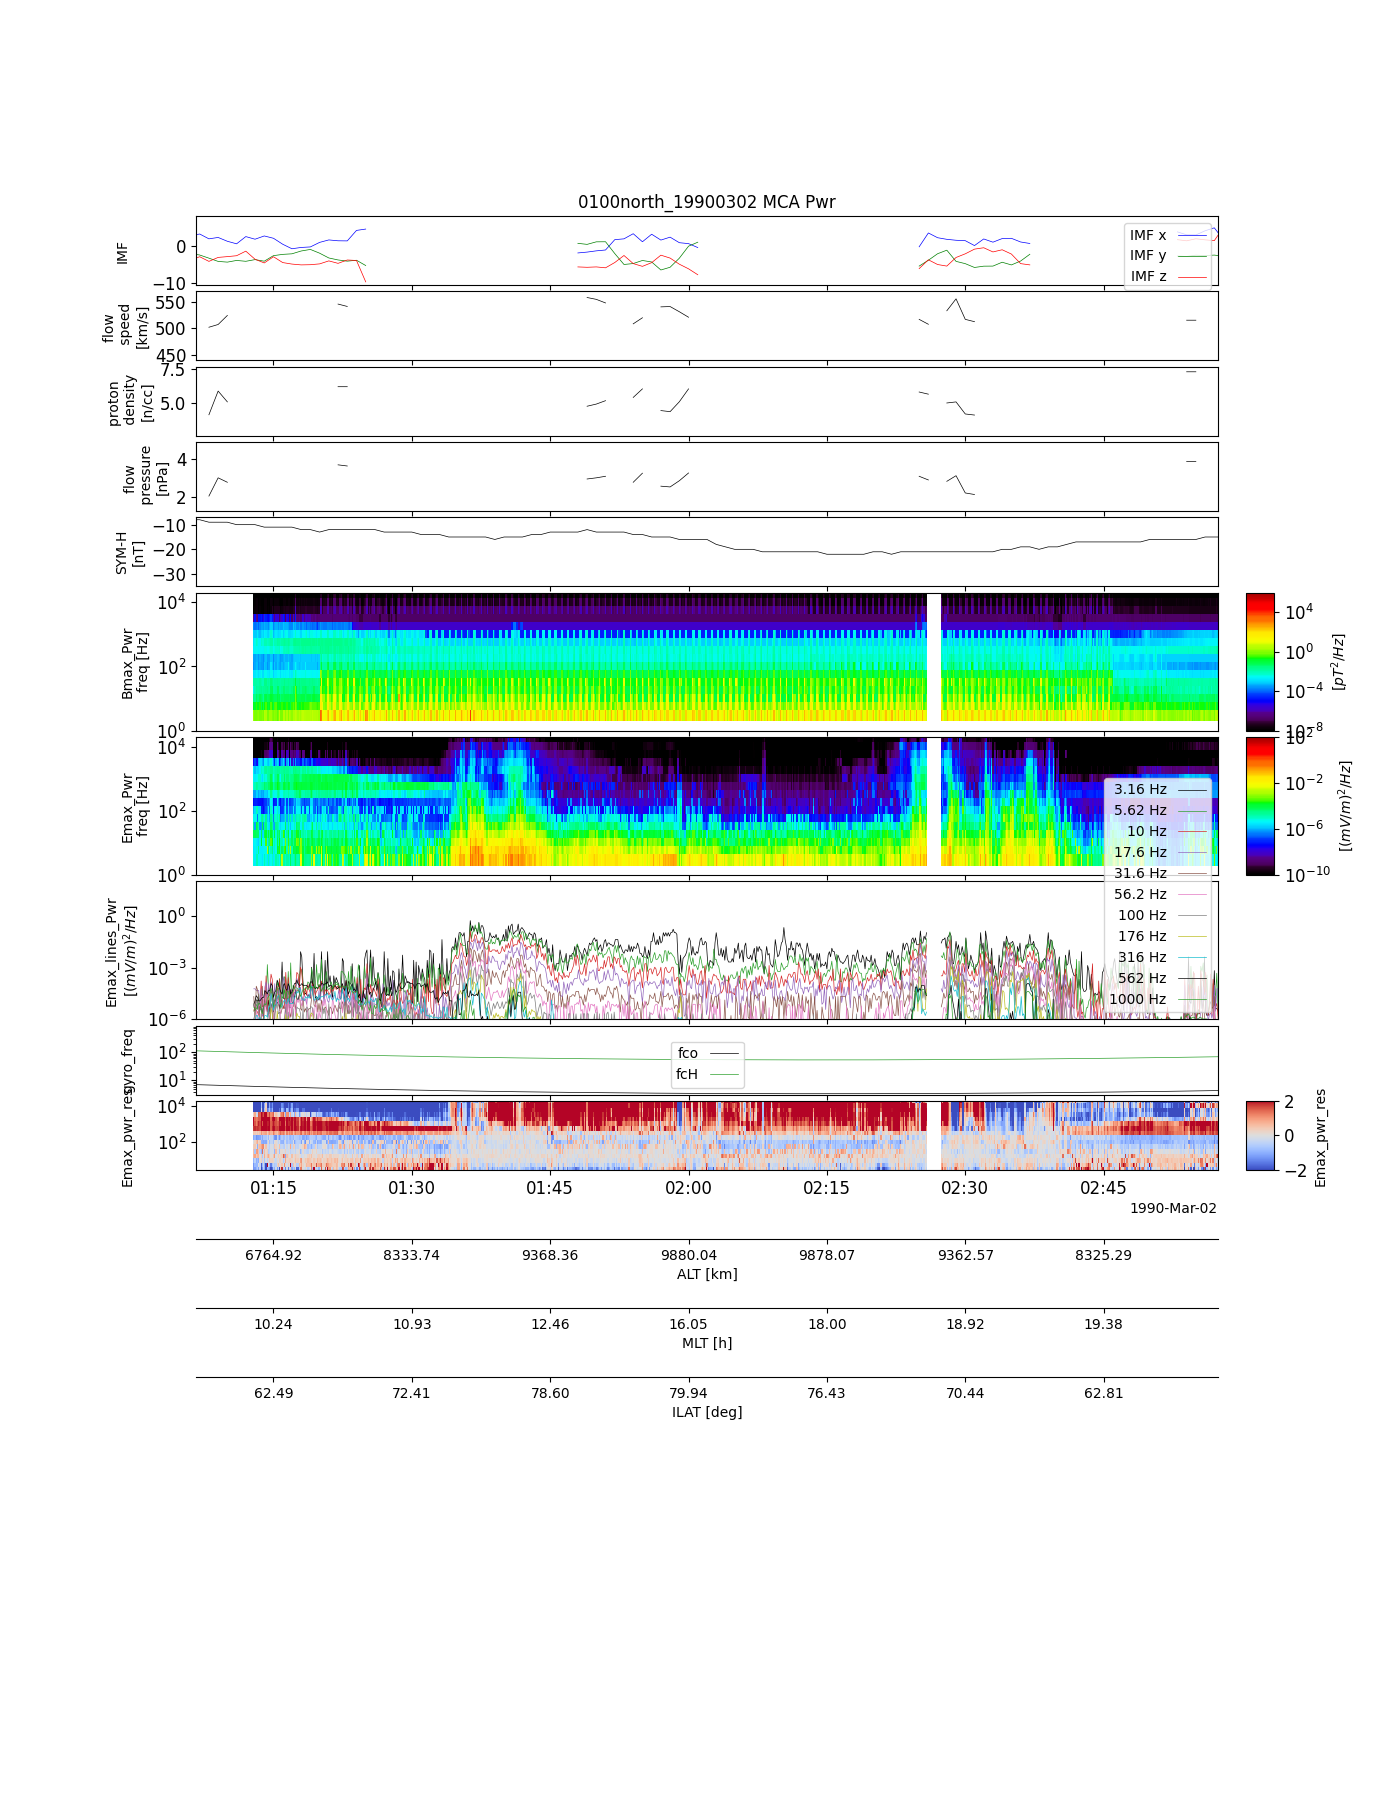 0100north_19900302 MCA Pwr
IMF
0
−10
IMF x
IMF y
IMF z
flow
speed
[km/s]
550
500
450
proton
density
[n/cc]
7.5
5.0
flow
pressure
[nPa]
4
2
SYM-H
[nT]
−10
−20
−30
Bmax_Pwr
freq [Hz]
10^4
10^2
10^0
10^4
10^0
10^−4
10^−8
[pT^2/Hz]
Emax_Pwr
freq [Hz]
10^4
10^2
10^0
10^2
10^−2
10^−6
10^−10
[(mV/m)^2/Hz]
3.16 Hz
5.62 Hz
10 Hz
17.6 Hz
31.6 Hz
56.2 Hz
100 Hz
176 Hz
316 Hz
562 Hz
1000 Hz
Emax_lines_Pwr
[(mV/m)^2/Hz]
10^0
10^−3
10^−6
gyro_freq
10^2
10^1
fco
fcH
Emax_pwr_res
10^4
10^2
2
0
−2
Emax_pwr_res
01:15 01:30 01:45 02:00 02:15 02:30 02:45
1990-Mar-02
6764.92 8333.74 9368.36 9880.04 9878.07 9362.57 8325.29
ALT [km]
10.24 10.93 12.46 16.05 18.00 18.92 19.38
MLT [h]
62.49 72.41 78.60 79.94 76.43 70.44 62.81
ILAT [deg]